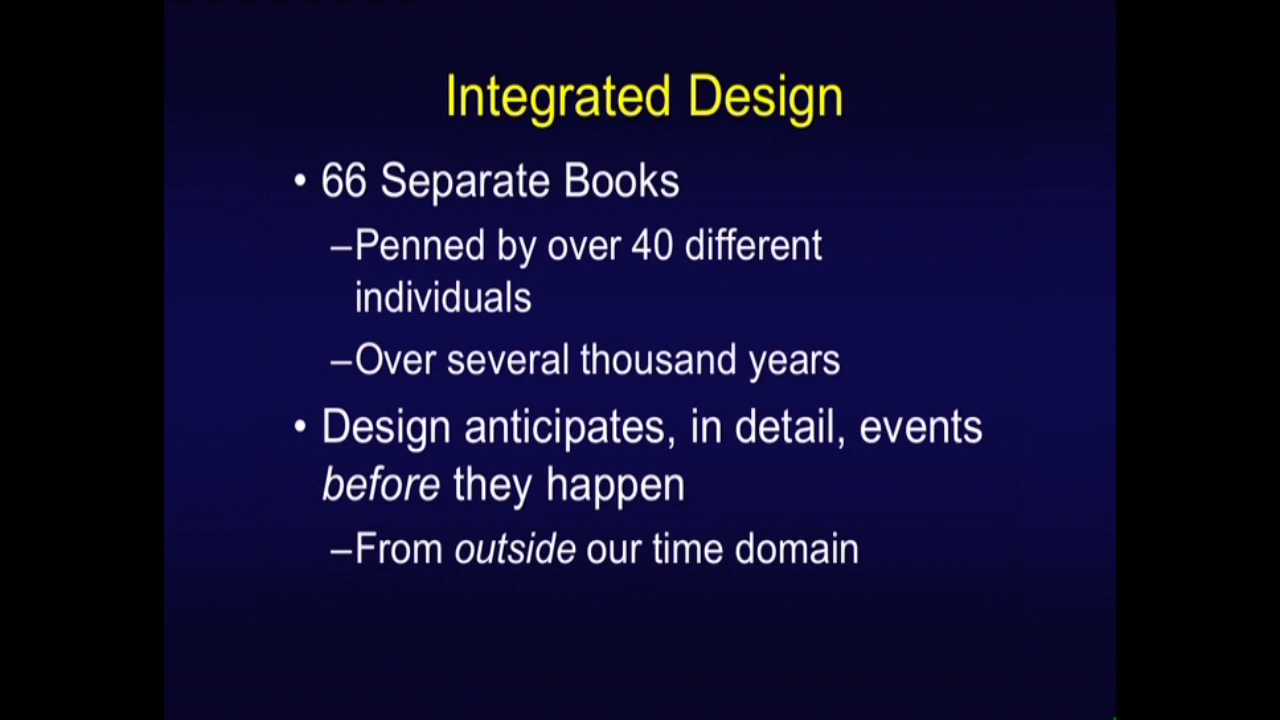 Integrated Design
• 66 Separate Books
–Penned by over 40 different
individuals
–Over several thousand years
• Design anticipates, in detail, events
before they happen
–From outside our time domain